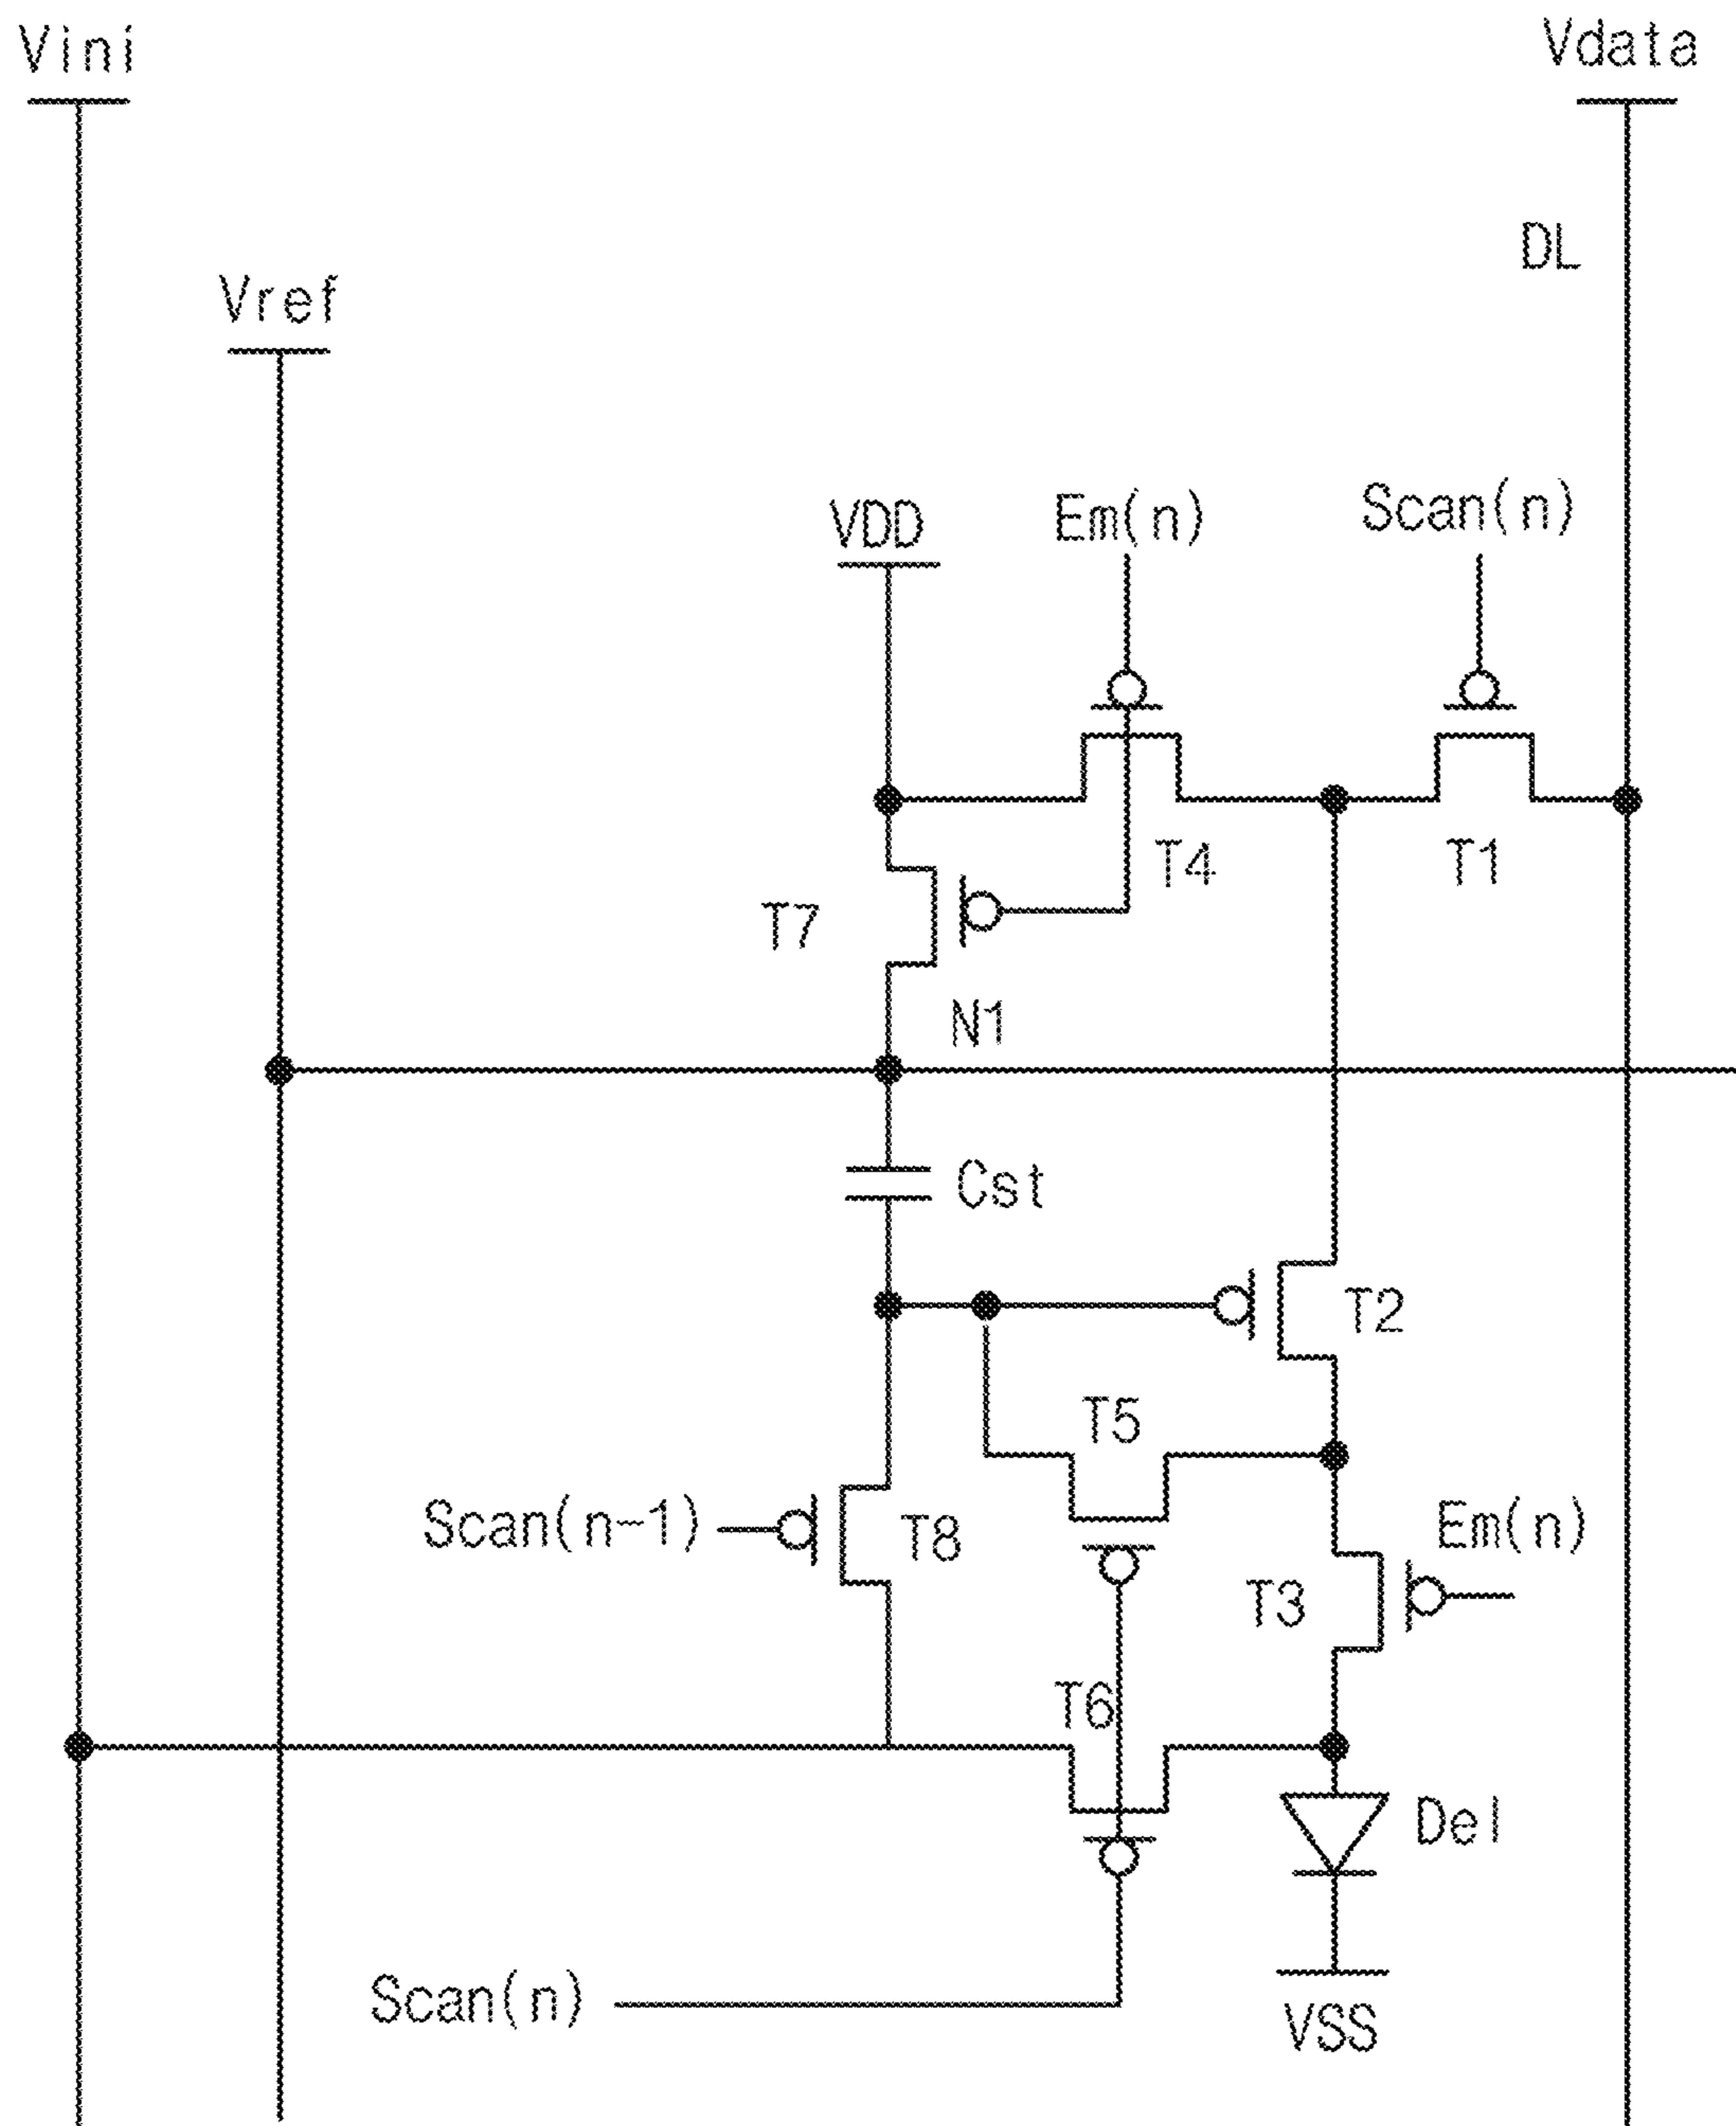 Vini
Vdata
DL
Vref
VDD
Em(n)
Scan(n)
T4
T1
T7
N1
Cst
T2
T5
Scan(n-1)
T8
Em(n)
T3
T6
Del
Scan(n)
VSS